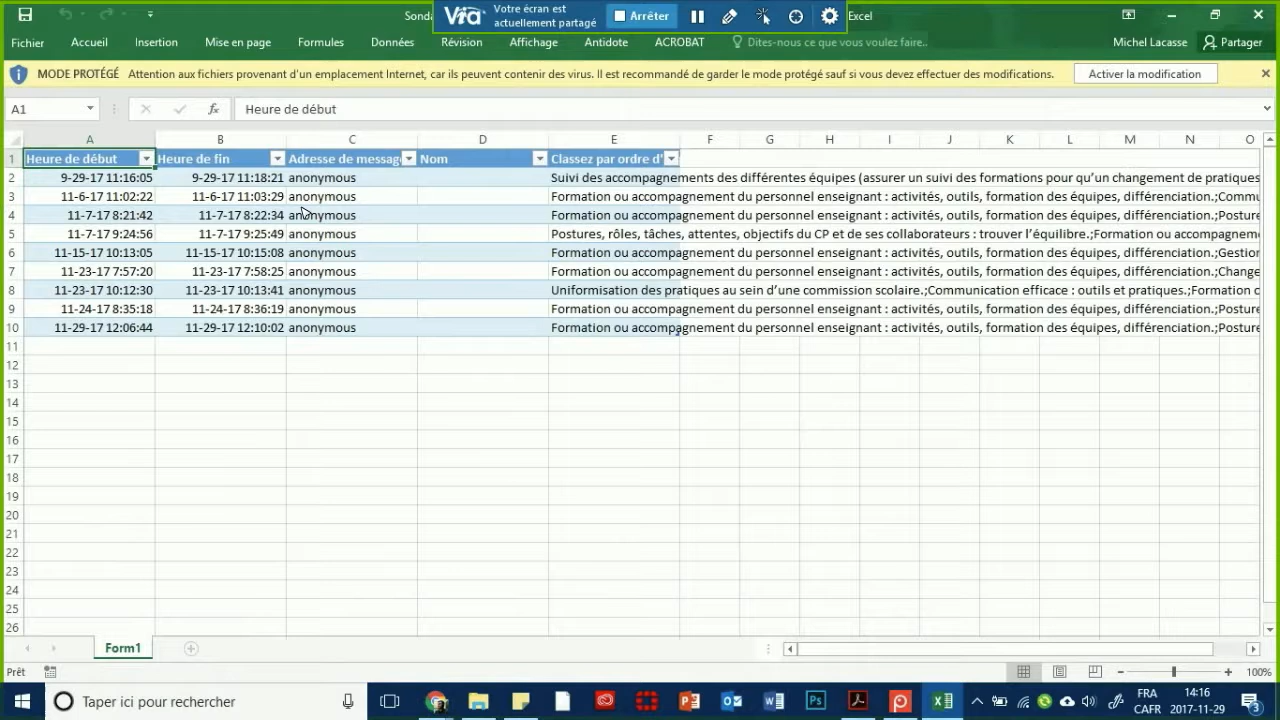 Sonda
Excel
Via
Votre écran est
actuellement partagé
Arrêter
Fichier Accueil Insertion Mise en page Formules Données Révision Affichage Antidote ACROBAT Dites-nous ce que vous voulez faire.. Michel Lacasse Partager
MODE PROTÉGÉ Attention aux fichiers provenant d'un emplacement Internet, car ils peuvent contenir des virus. Il est recommandé de garder le mode protégé sauf si vous devez effectuer des modifications. Activer la modification
A1 fx Heure de début
A B C D E F G H I J K L M N O
1 Heure de début Heure de fin Adresse de messag Nom Classez par ordre d'
2 9-29-17 11:16:05 9-29-17 11:18:21 anonymous Suivi des accompagnements des différentes équipes (assurer un suivi des formations pour qu'un changement de pratiques
3 11-6-17 11:02:22 11-6-17 11:03:29 anonymous Formation ou accompagnement du personnel enseignant : activités, outils, formation des équipes, différenciation.;Commu
4 11-7-17 8:21:42 11-7-17 8:22:34 anonymous Formation ou accompagnement du personnel enseignant : activités, outils, formation des équipes, différenciation.;Posture
5 11-7-17 9:24:56 11-7-17 9:25:49 anonymous Postures, rôles, tâches, attentes, objectifs du CP et de ses collaborateurs : trouver l'équilibre.;Formation ou accompagneme
6 11-15-17 10:13:05 11-15-17 10:15:08 anonymous Formation ou accompagnement du personnel enseignant : activités, outils, formation des équipes, différenciation.;Gestion
7 11-23-17 7:57:20 11-23-17 7:58:25 anonymous Formation ou accompagnement du personnel enseignant : activités, outils, formation des équipes, différenciation.;Change
8 11-23-17 10:12:30 11-23-17 10:13:41 anonymous Uniformisation des pratiques au sein d'une commission scolaire.;Communication efficace : outils et pratiques.;Formation c
9 11-24-17 8:35:18 11-24-17 8:36:19 anonymous Formation ou accompagnement du personnel enseignant : activités, outils, formation des équipes, différenciation.;Posture
10 11-29-17 12:06:44 11-29-17 12:10:02 anonymous Formation ou accompagnement du personnel enseignant : activités, outils, formation des équipes, différenciation.;Posture
11
12
13
14
15
16
17
18
19
20
21
22
23
24
25
26
Form1
Prêt 100%
Taper ici pour rechercher
Ps
FRA
CAFR
14:16
2017-11-29
3